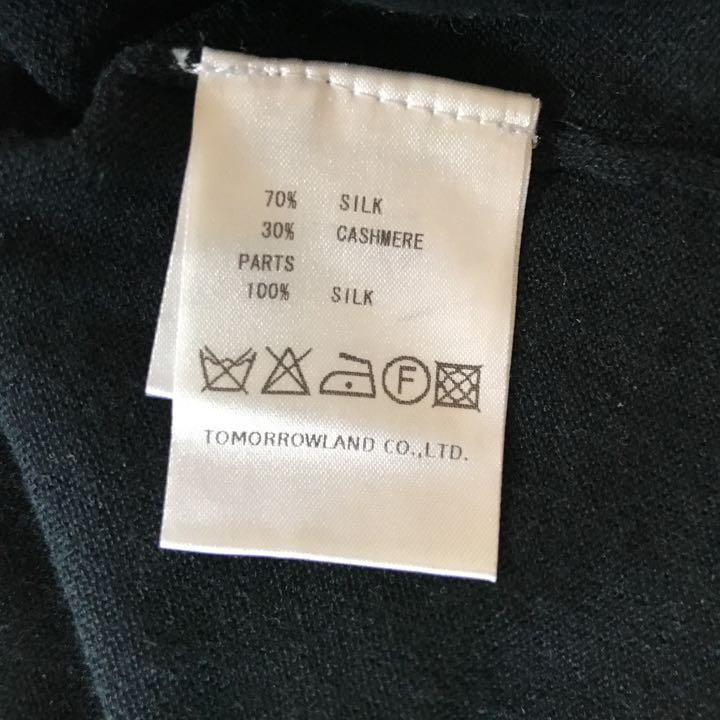 70% SILK
30% CASHMERE
PARTS
100% SILK
F
TOMORROWLAND CO.,LTD.